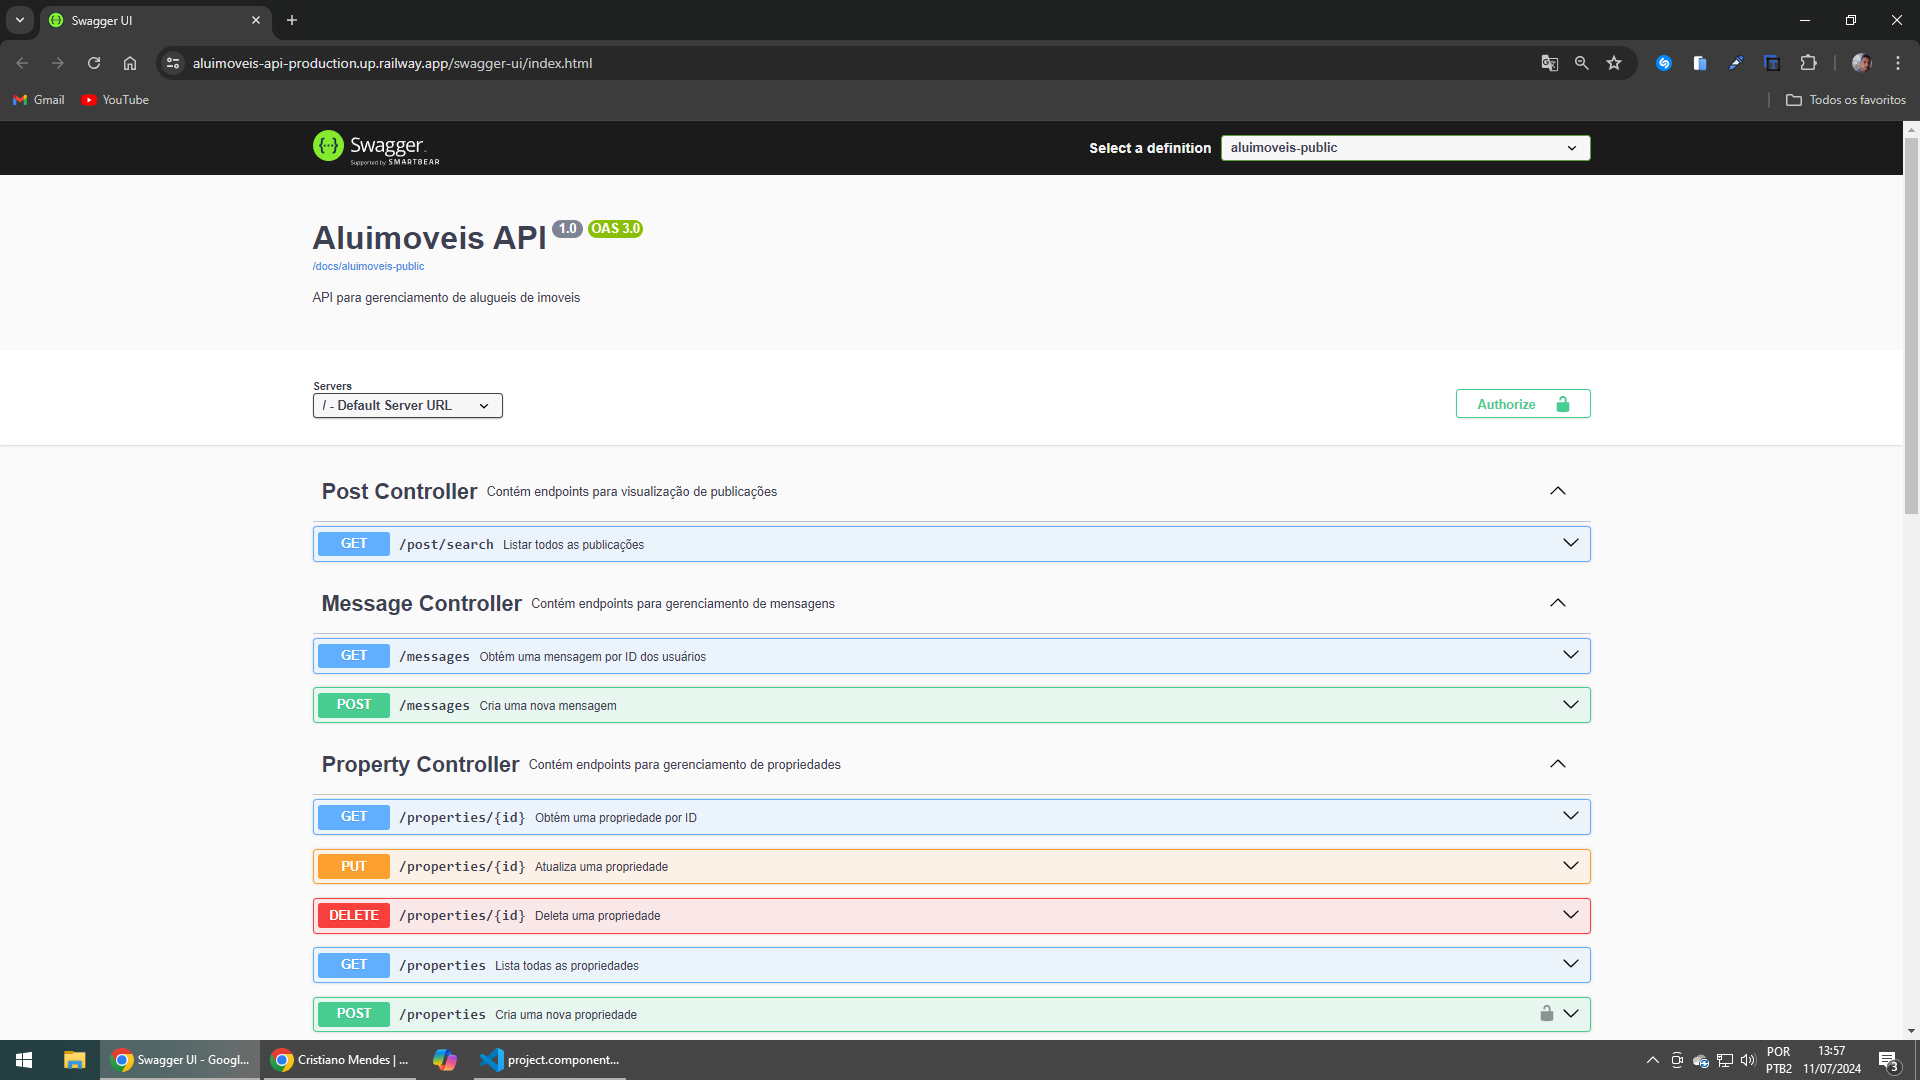 Swagger UI
aluimoveis-api-production.up.railway.app/swagger-ui/index.html
Gmail
YouTube
Todos os favoritos
Swagger.
Supported by SMARTBEAR
Select a definition
aluimoveis-public
Aluimoveis API 1.0 OAS 3.0
/docs/aluimoveis-public
API para gerenciamento de alugueis de imoveis
Servers
/ - Default Server URL
Authorize
Post Controller Contém endpoints para visualização de publicações
GET /post/search Listar todos as publicações
Message Controller Contém endpoints para gerenciamento de mensagens
GET /messages Obtém uma mensagem por ID dos usuários
POST /messages Cria uma nova mensagem
Property Controller Contém endpoints para gerenciamento de propriedades
GET /properties/{id} Obtém uma propriedade por ID
PUT /properties/{id} Atualiza uma propriedade
DELETE /properties/{id} Deleta uma propriedade
GET /properties Lista todas as propriedades
POST /properties Cria uma nova propriedade
Swagger UI - Googl...
Cristiano Mendes | ...
project.component...
POR
PTB2
13:57
11/07/2024
3